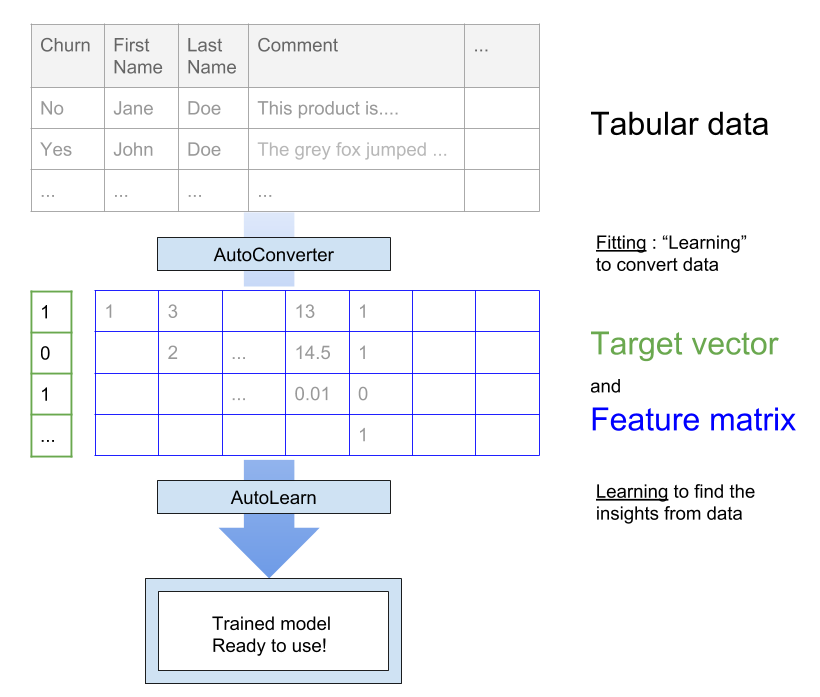 Churn First Last Comment ...
Name Name
No Jane Doe This product is....
Yes John Doe The grey fox jumped ...
... ... ... ...
Tabular data
AutoConverter
Fitting : “Learning”
to convert data
1 1 3 13 1
0 2 ... 14.5 1
1 ... 0.01 0
... 1
Target vector
and
Feature matrix
AutoLearn
Learning to find the
insights from data
Trained model
Ready to use!